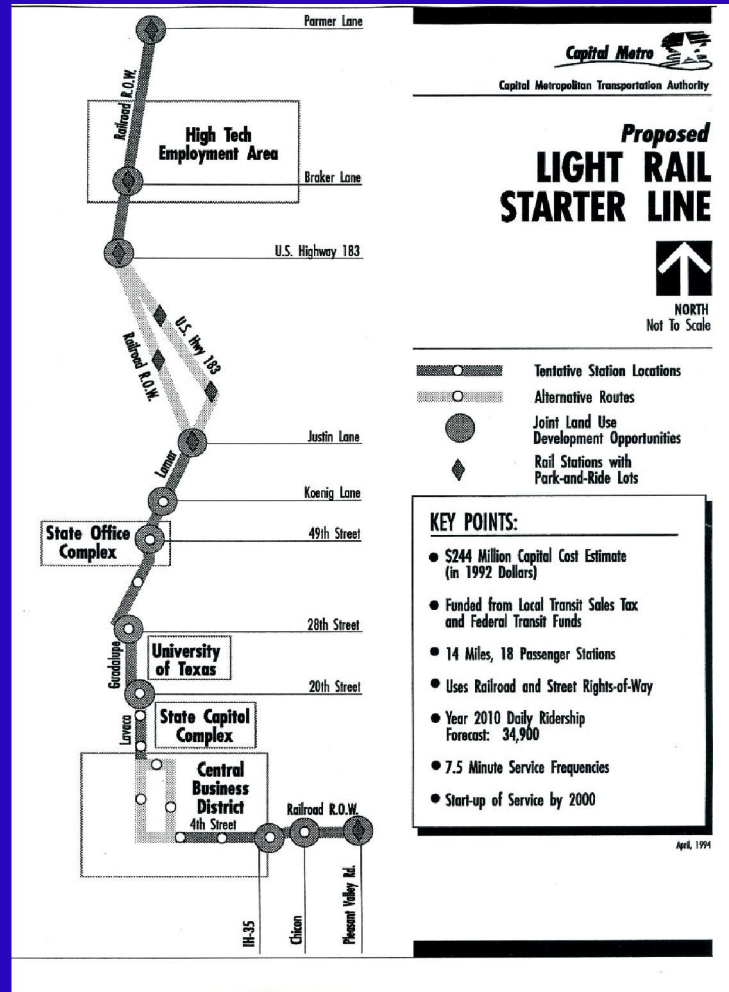 Parmer Lane
Railroad R.O.W.
High Tech
Employment Area
Braker Lane
U.S. Highway 183
U.S. Hwy 183
Railroad R.O.W.
Justin Lane
Lamar
Koenig Lane
State Office
Complex
49th Street
28th Street
Guadalupe
University
of Texas
20th Street
Lavaca
State Capitol
Complex
Central
Business
District
4th Street
Railroad R.O.W.
IH-35
Chicon
Pleasant Valley Rd.
Capital Metro
Capital Metropolitan Transportation Authority
Proposed
LIGHT RAIL
STARTER LINE
NORTH
Not To Scale
Tentative Station Locations
Alternative Routes
Joint Land Use
Development Opportunities
Rail Stations with
Park-and-Ride Lots
KEY POINTS:
● $244 Million Capital Cost Estimate
(in 1992 Dollars)
● Funded from Local Transit Sales Tax
and Federal Transit Funds
● 14 Miles, 18 Passenger Stations
● Uses Railroad and Street Rights-of-Way
● Year 2010 Daily Ridership
Forecast: 34,900
● 7.5 Minute Service Frequencies
● Start-up of Service by 2000
April, 1994